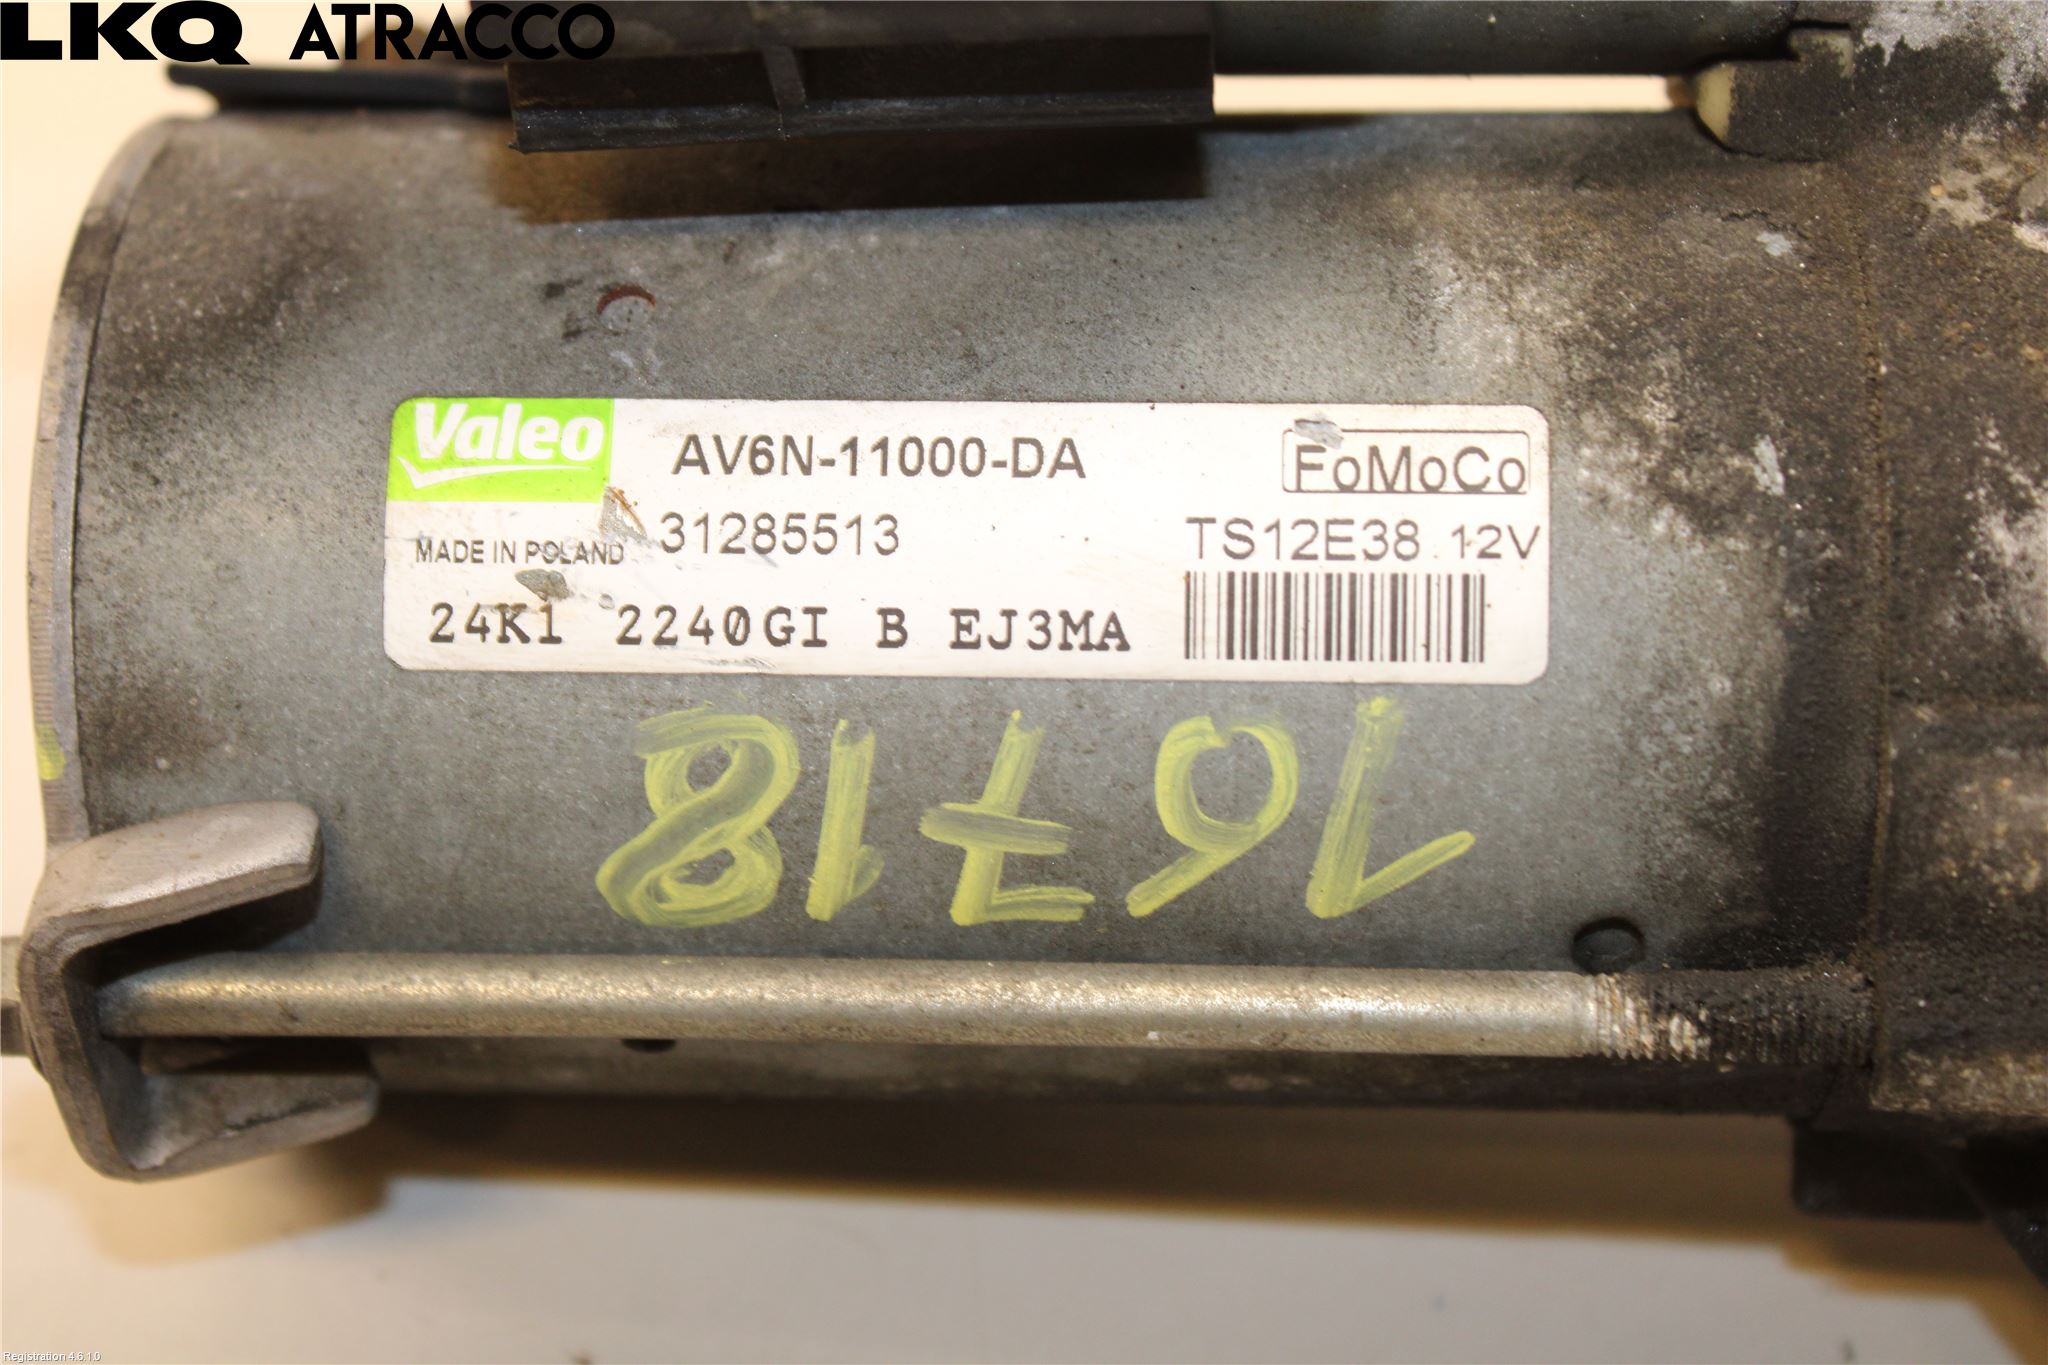 LKQ ATRACCO
Valeo AV6N-11000-DA FoMoCo
MADE IN POLAND 31285513 TS12E38 12V
24K1 2240GI B EJ3MA
16718
Registration 4.6.1.0